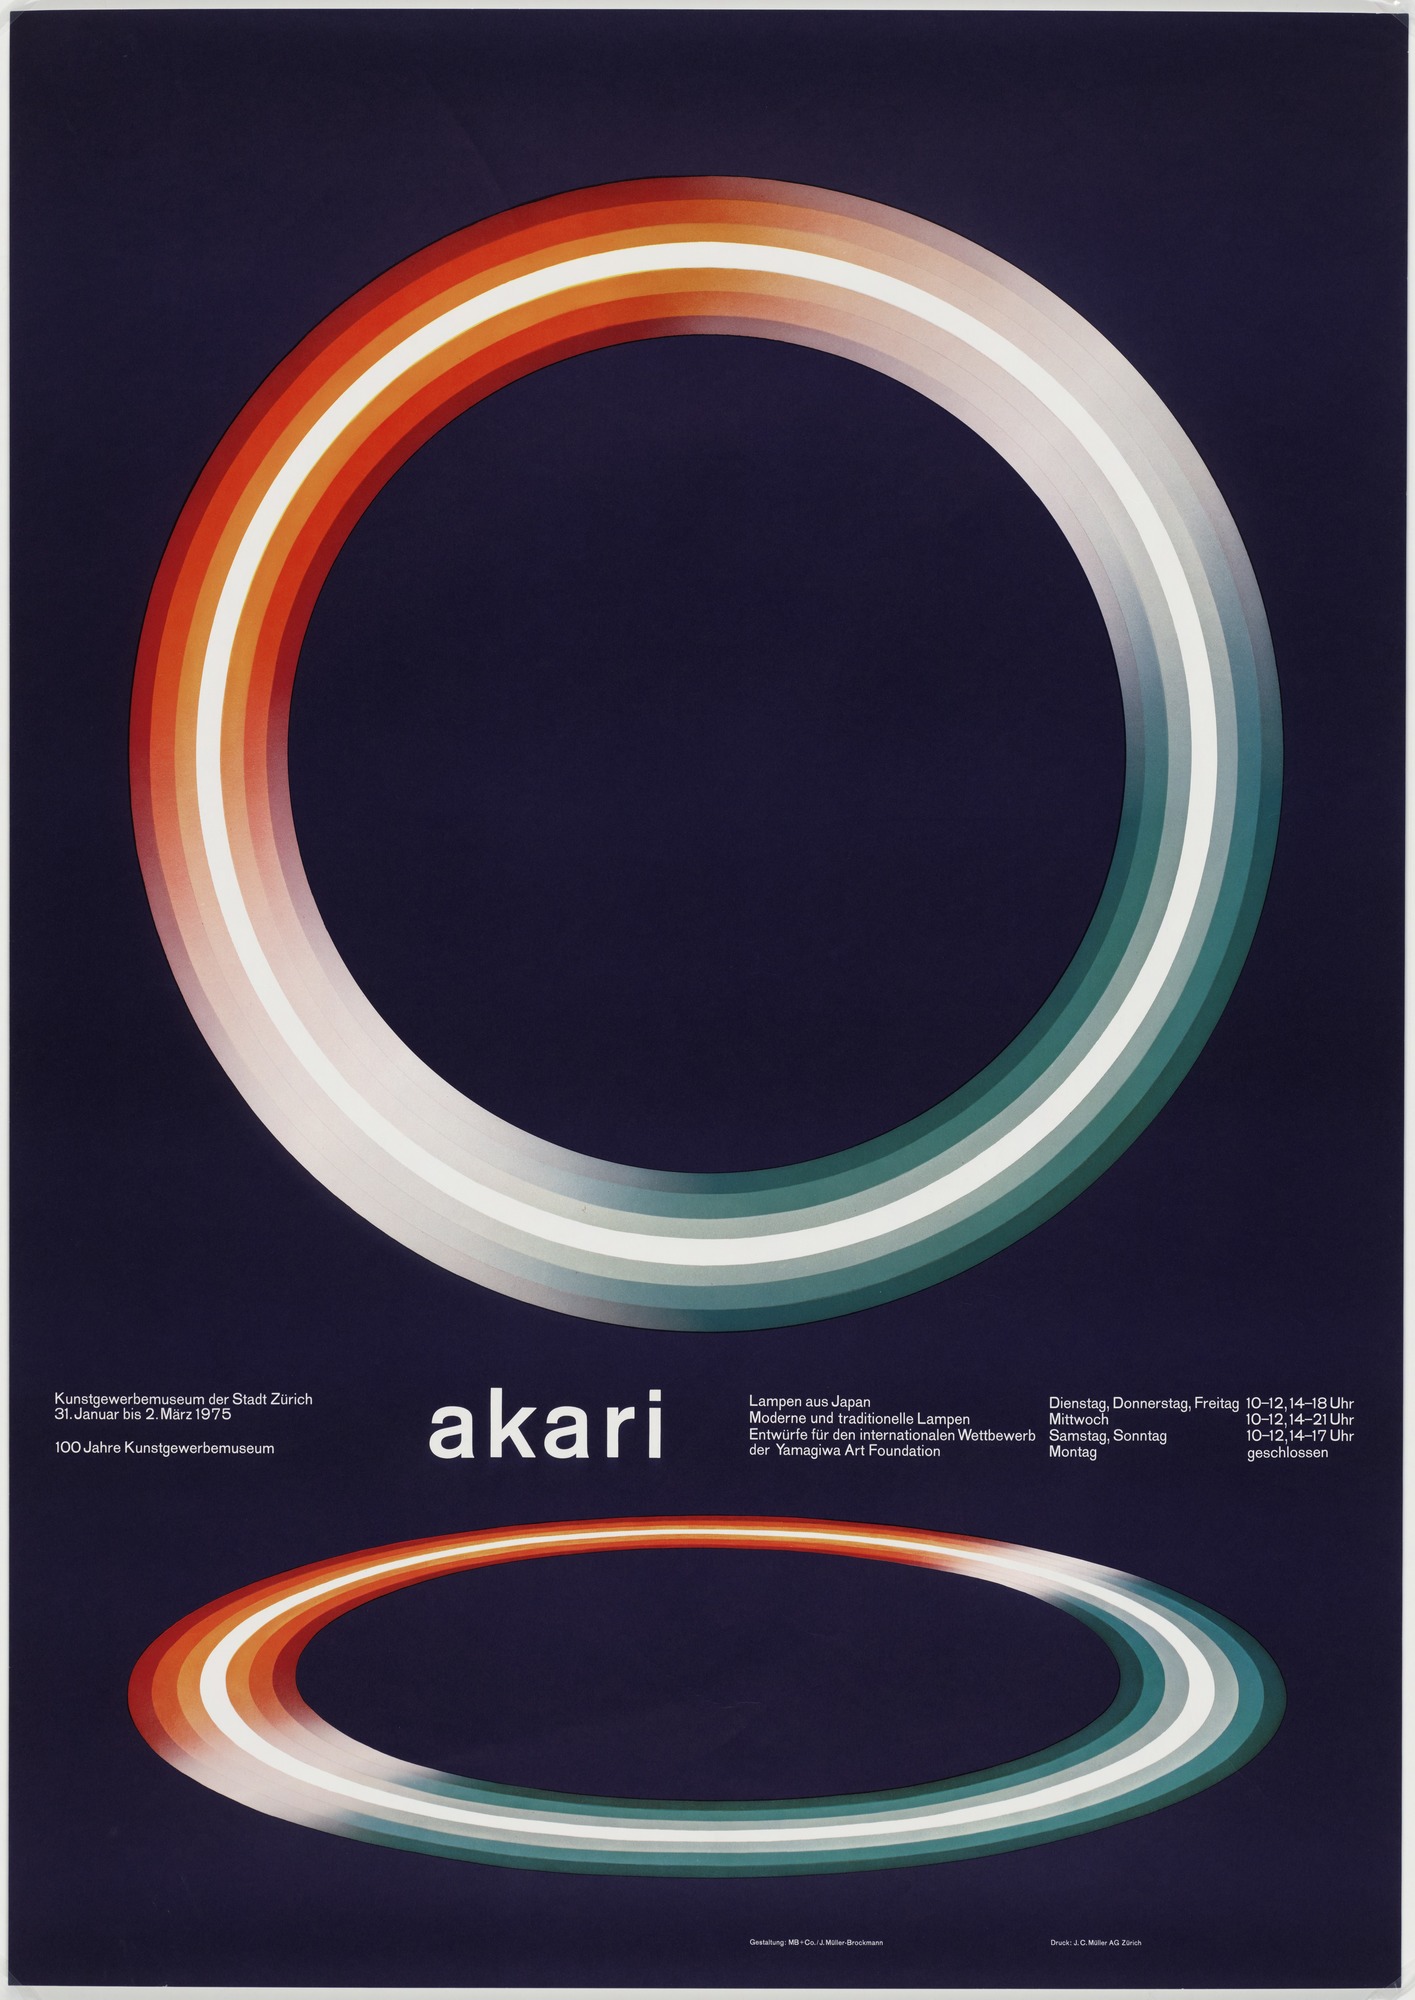 Kunstgewerbemuseum der Stadt Zürich
31. Januar bis 2. März 1975
100 Jahre Kunstgewerbemuseum
akari
Lampen aus Japan
Moderne und traditionelle Lampen
Entwürfe für den internationalen Wettbewerb
der Yamagiwa Art Foundation
Dienstag, Donnerstag, Freitag 10–12, 14–18 Uhr
Mittwoch 10–12, 14–21 Uhr
Samstag, Sonntag 10–12, 14–17 Uhr
Montag geschlossen
Gestaltung: MB+Co./J. Müller-Brockmann
Druck: J. C. Müller AG Zürich